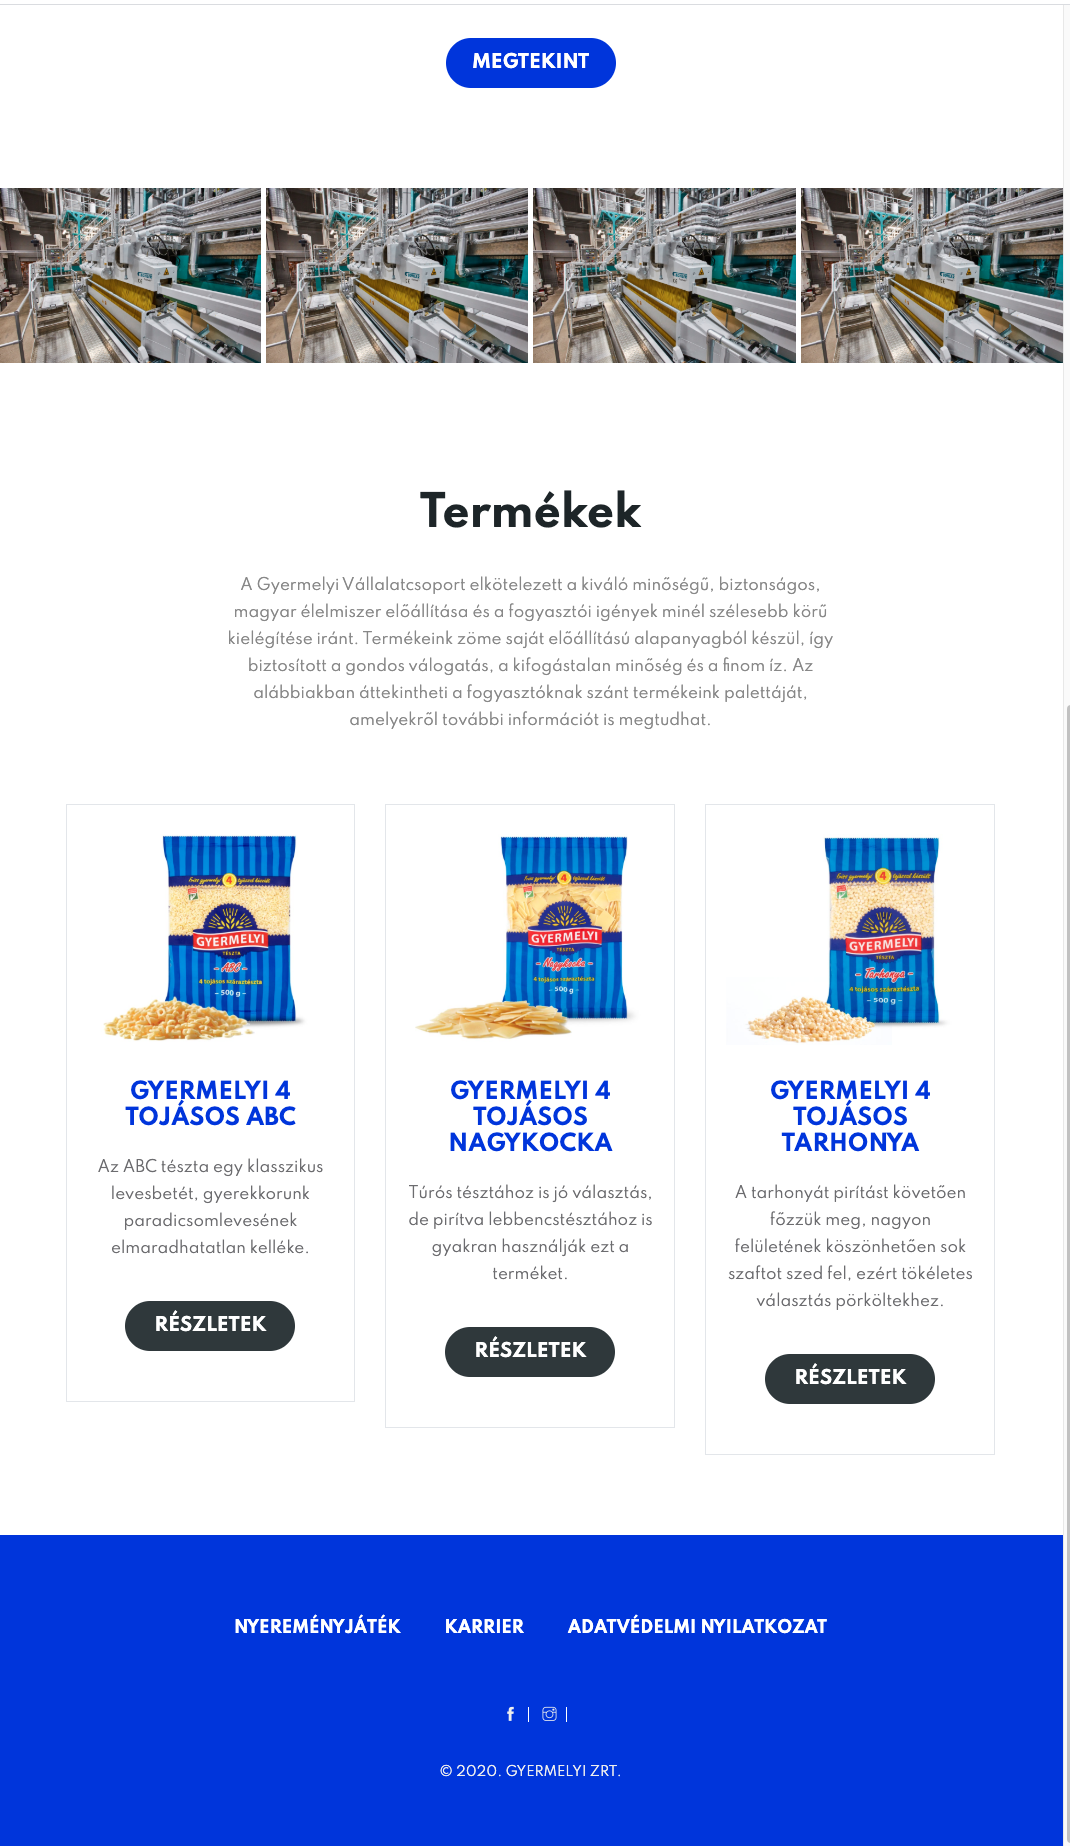 MEGTEKINT
Termékek
A Gyermelyi Vállalatcsoport elkötelezett a kiváló minőségű, biztonságos,
magyar élelmiszer előállítása és a fogyasztói igények minél szélesebb körű
kielégítése iránt. Termékeink zöme saját előállítású alapanyagból készül, így
biztosított a gondos válogatás, a kifogástalan minőség és a finom íz. Az
alábbiakban áttekintheti a fogyasztóknak szánt termékeink palettáját,
amelyekről további információt is megtudhat.
4
GYERMELYI
TÉSZTA
- ABC -
4 tojásos száraztészta
- 500 g -
GYERMELYI 4
TOJÁSOS ABC
Az ABC tészta egy klasszikus
levesbetét, gyerekkorunk
paradicsomlevesének
elmaradhatatlan kelléke.
RÉSZLETEK
4
GYERMELYI
TÉSZTA
- Nagykocka -
4 tojásos száraztészta
- 500 g -
GYERMELYI 4
TOJÁSOS
NAGYKOCKA
Túrós tésztához is jó választás,
de pirítva lebbencstésztához is
gyakran használják ezt a
terméket.
RÉSZLETEK
4
GYERMELYI
TÉSZTA
- Tarhonya -
4 tojásos száraztészta
- 500 g -
GYERMELYI 4
TOJÁSOS
TARHONYA
A tarhonyát pirítást követően
főzzük meg, nagyon
felületének köszönhetően sok
szaftot szed fel, ezért tökéletes
választás pörköltekhez.
RÉSZLETEK
NYEREMÉNYJÁTÉK KARRIER ADATVÉDELMI NYILATKOZAT
© 2020. GYERMELYI ZRT.